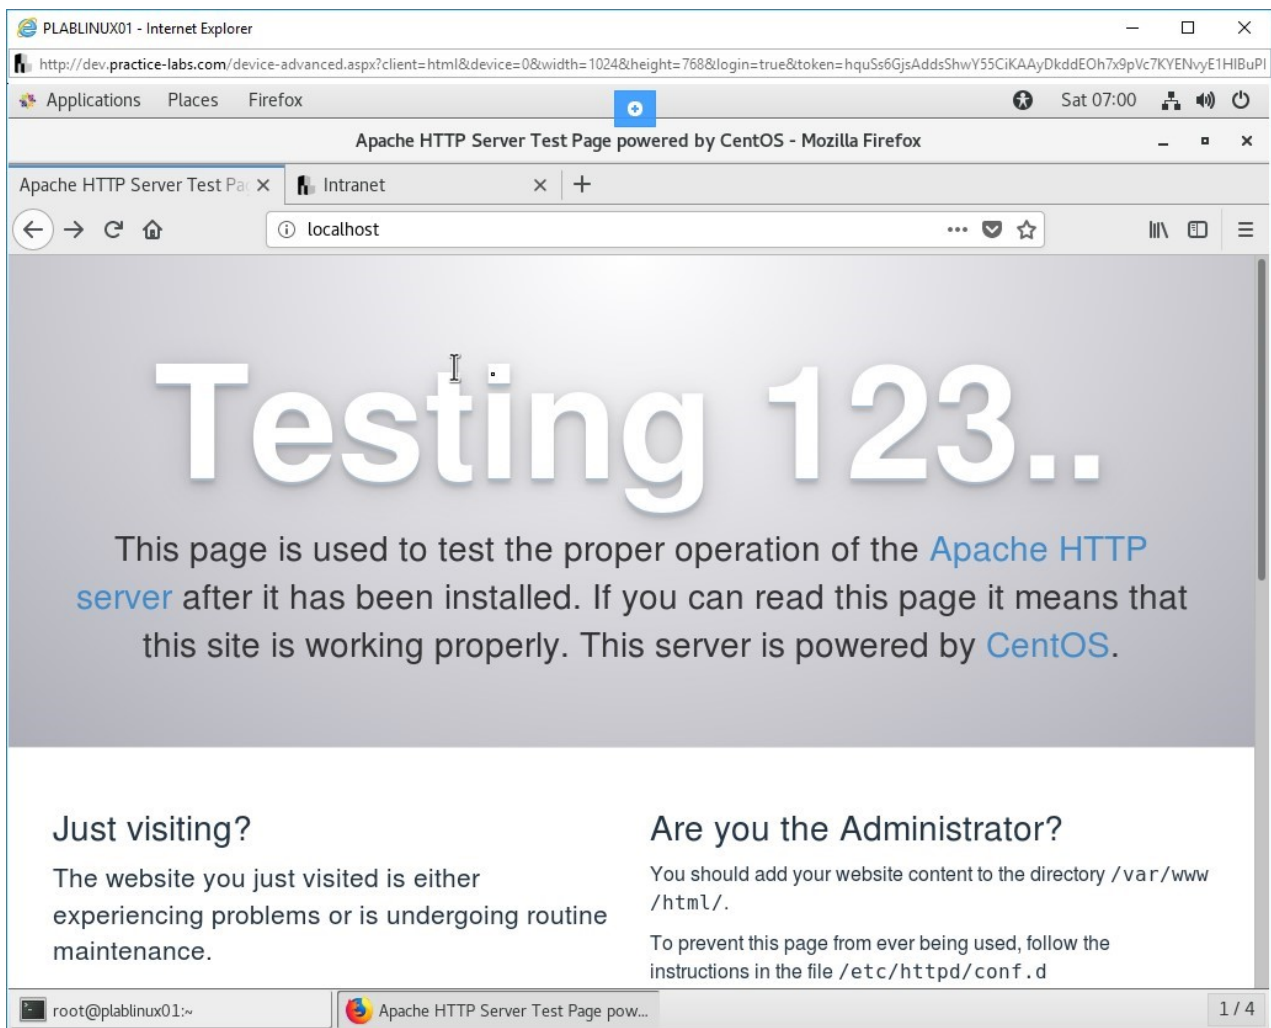 PLABLINUX01 - Internet Explorer
http://dev.practice-labs.com/device-advanced.aspx?client=html&device=0&width=1024&height=768&login=true&token=hquSs6GjsAddsShwY55CiKAAyDkddEOh7x9pVc7KYENvyE1HIBuPl
Applications Places Firefox Sat 07:00
Apache HTTP Server Test Page powered by CentOS - Mozilla Firefox
Apache HTTP Server Test Pa Intranet
localhost
Testing 123..
This page is used to test the proper operation of the Apache HTTP
server after it has been installed. If you can read this page it means that
this site is working properly. This server is powered by CentOS.
Just visiting?
The website you just visited is either
experiencing problems or is undergoing routine
maintenance.
Are you the Administrator?
You should add your website content to the directory /var/www
/html/.
To prevent this page from ever being used, follow the
instructions in the file /etc/httpd/conf.d
root@plablinux01:~ Apache HTTP Server Test Page pow... 1 / 4